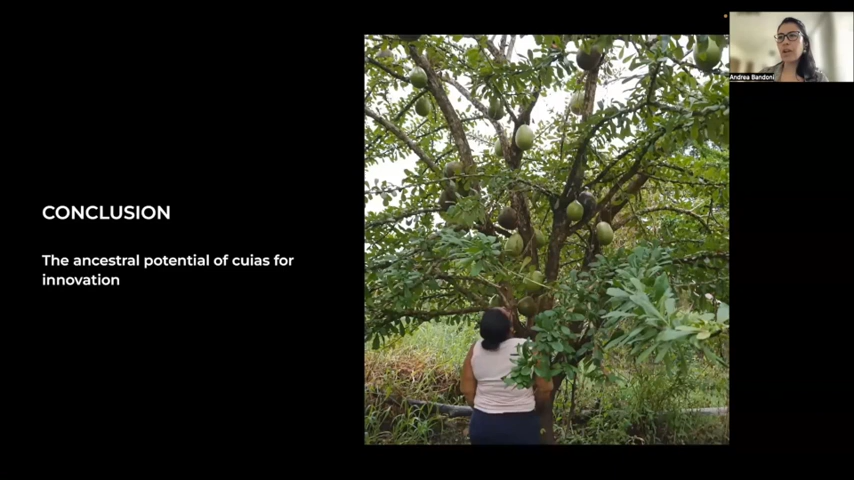 CONCLUSION
The ancestral potential of cuias for
innovation
Andrea Bandoni